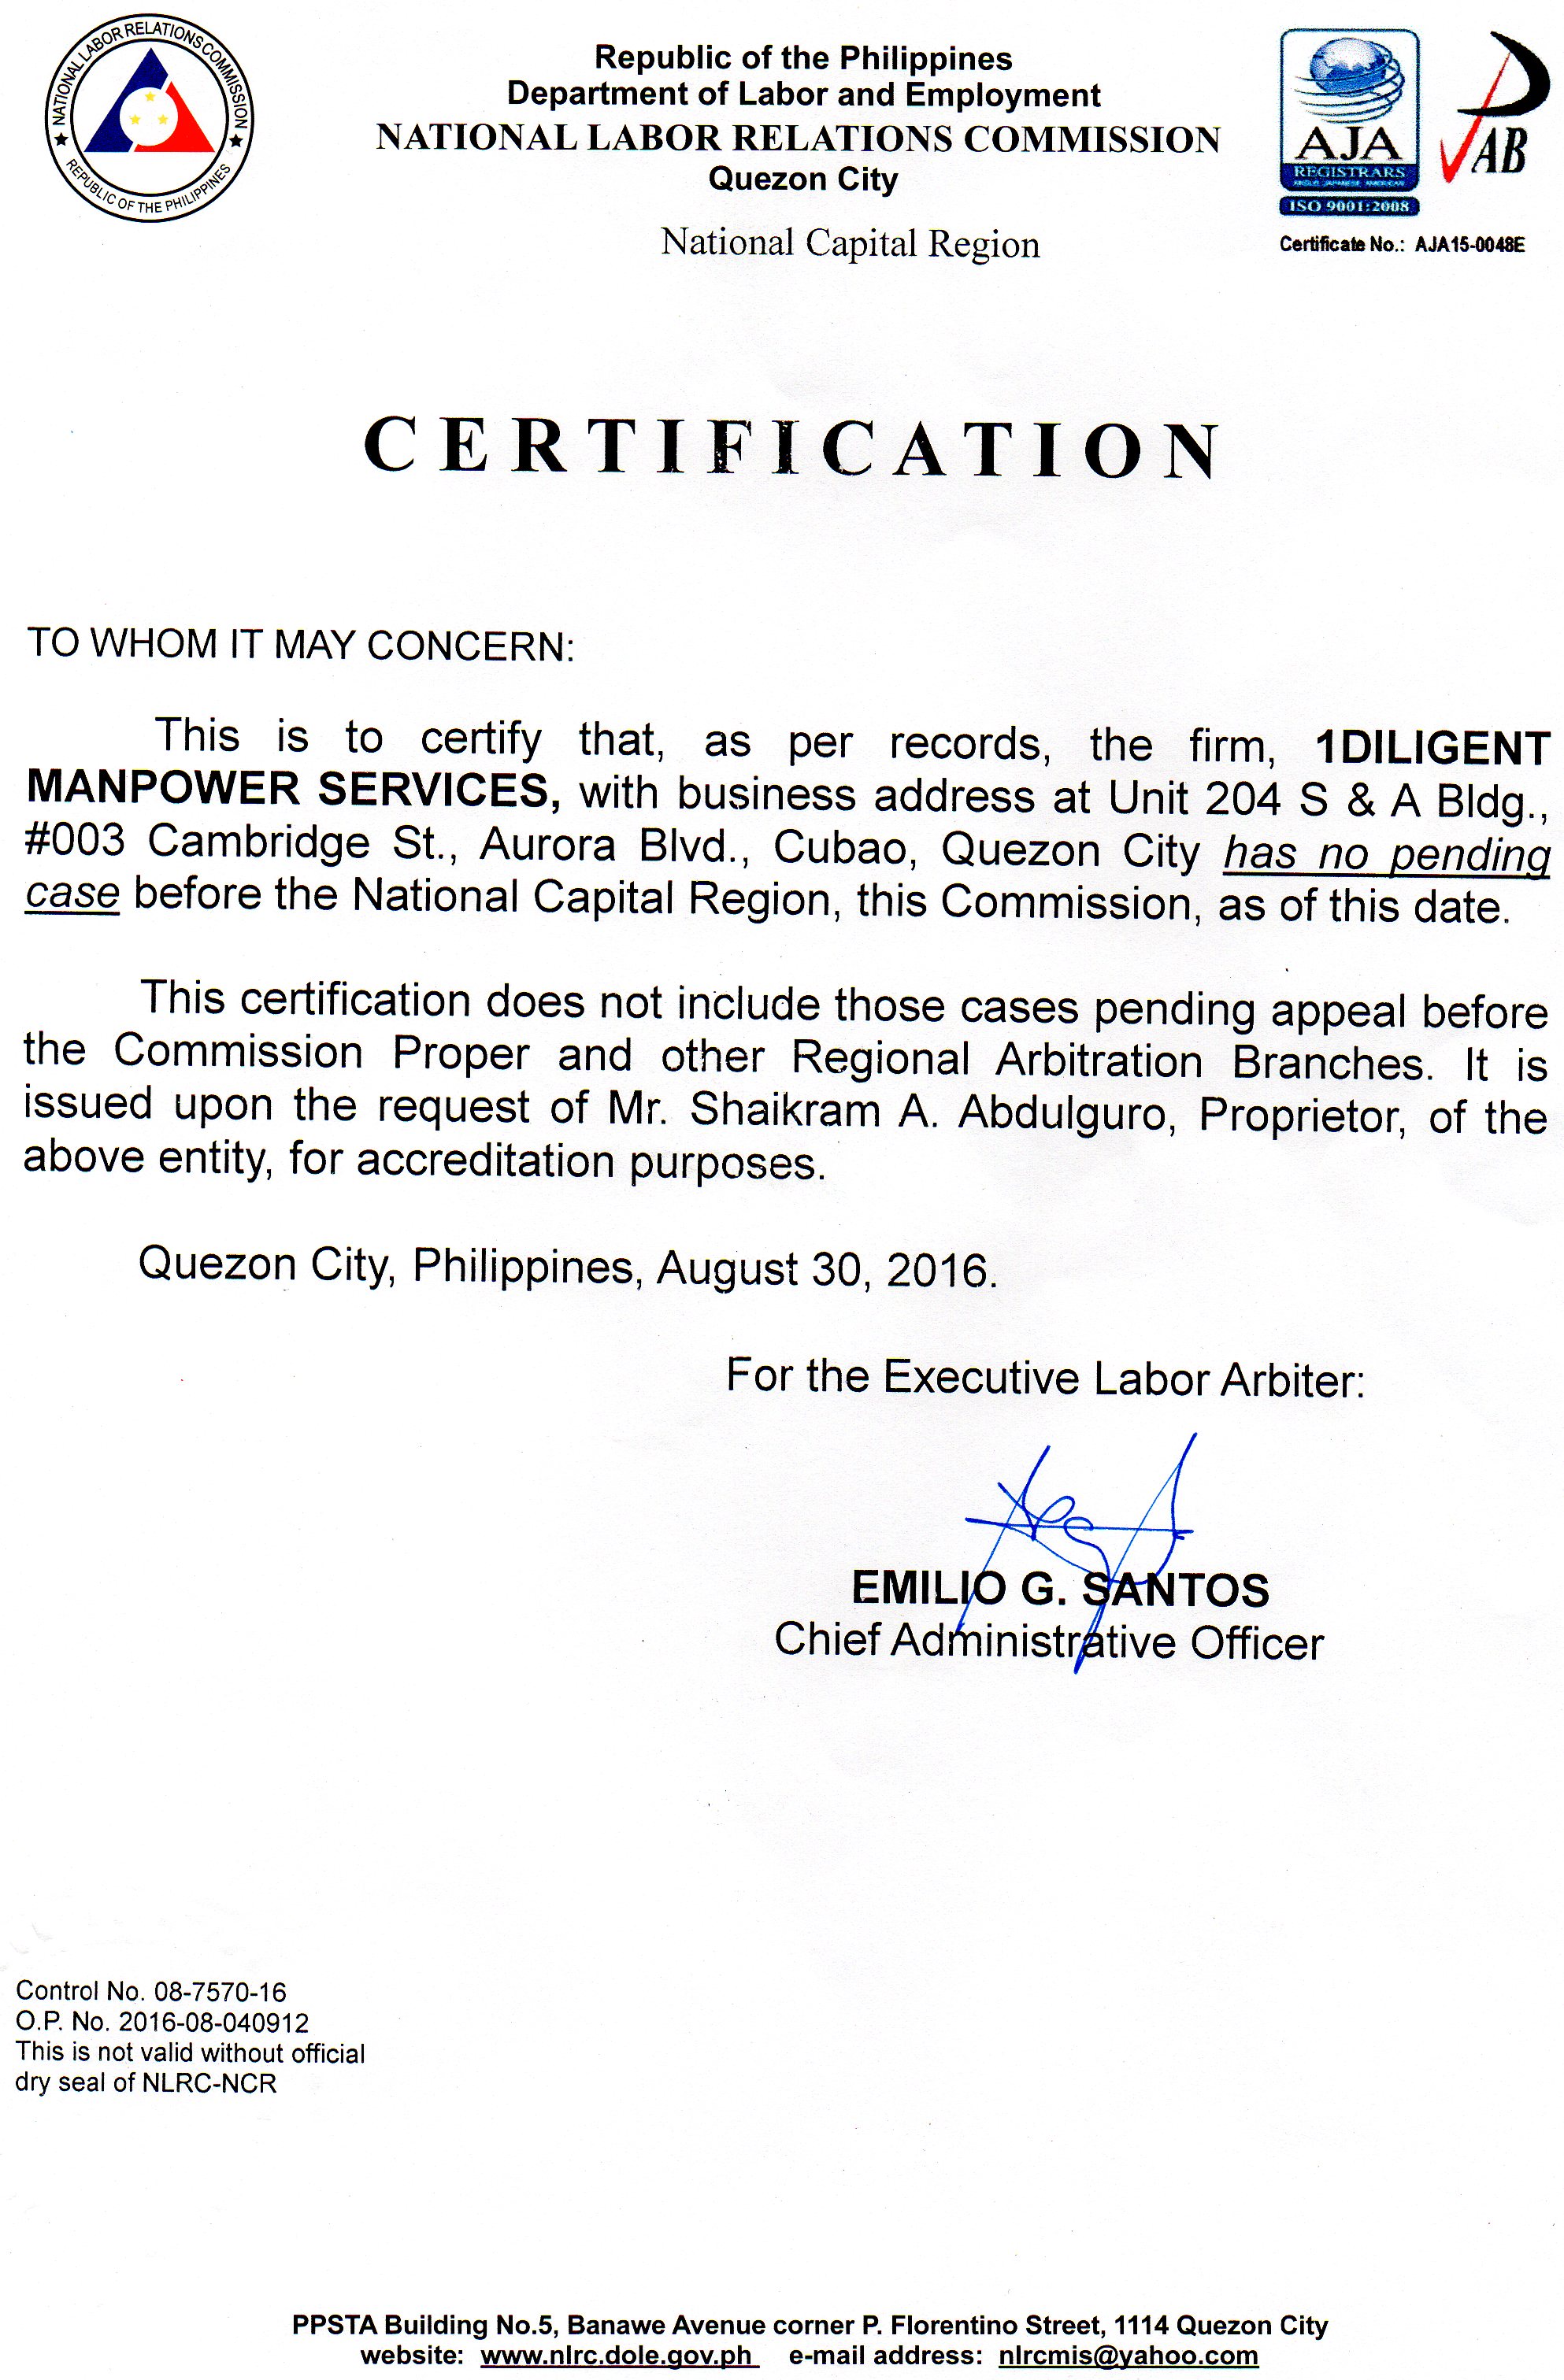 NATIONAL LABOR RELATIONS COMMISSION
REPUBLIC OF THE PHILIPPINES
Republic of the Philippines
Department of Labor and Employment
NATIONAL LABOR RELATIONS COMMISSION
Quezon City
National Capital Region
AJA
REGISTRARS
ANGLO JAPANESE AMERICAN
ISO 9001:2008
PAB
Certificate No.: AJA15-0048E
CERTIFICATION
TO WHOM IT MAY CONCERN:
This is to certify that, as per records, the firm, 1DILIGENT
MANPOWER SERVICES, with business address at Unit 204 S & A Bldg.,
#003 Cambridge St., Aurora Blvd., Cubao, Quezon City has no pending
case before the National Capital Region, this Commission, as of this date.
This certification does not include those cases pending appeal before
the Commission Proper and other Regional Arbitration Branches. It is
issued upon the request of Mr. Shaikram A. Abdulguro, Proprietor, of the
above entity, for accreditation purposes.
Quezon City, Philippines, August 30, 2016.
For the Executive Labor Arbiter:
EMILIO G. SANTOS
Chief Administrative Officer
Control No. 08-7570-16
O.P. No. 2016-08-040912
This is not valid without official
dry seal of NLRC-NCR
PPSTA Building No.5, Banawe Avenue corner P. Florentino Street, 1114 Quezon City
website: www.nlrc.dole.gov.ph e-mail address: nlrcmis@yahoo.com